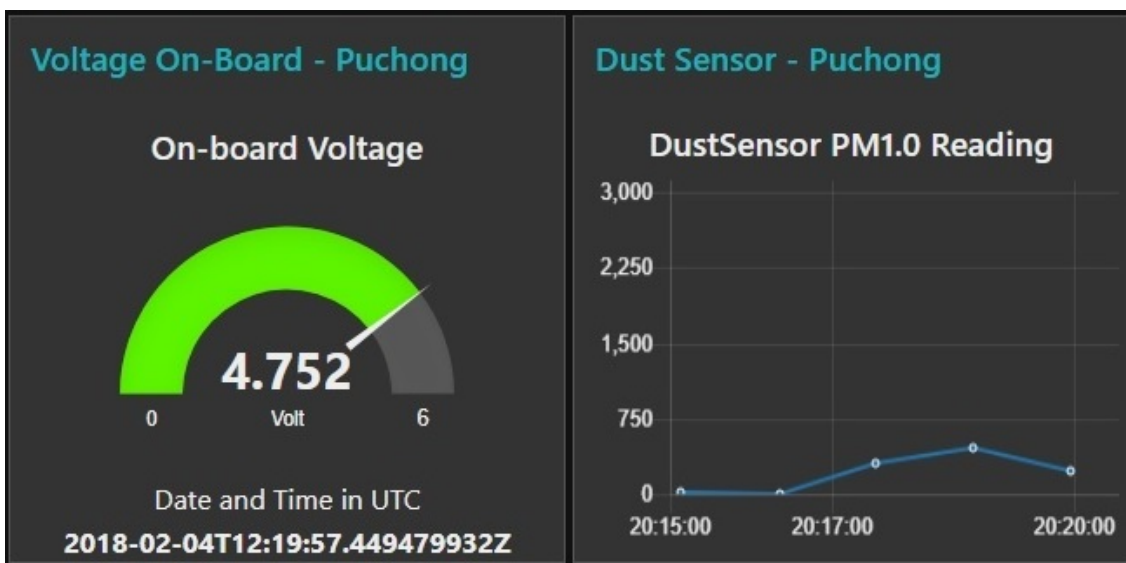 Voltage On-Board - Puchong
On-board Voltage
4.752
0
Volt
6
Date and Time in UTC
2018-02-04T12:19:57.449479932Z
Dust Sensor - Puchong
DustSensor PM1.0 Reading
3,000
2,250
1,500
750
0
20:15:00
20:17:00
20:20:00